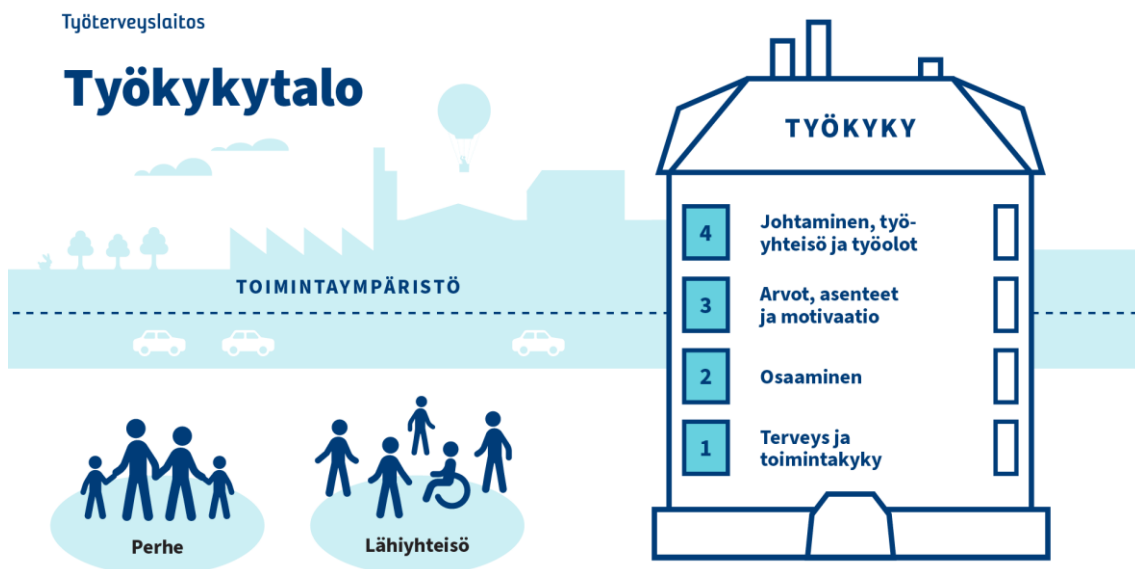 Työterveyslaitos
Työkykytalo
TYÖKYKY
4
Johtaminen, työ-
yhteisö ja työolot
3
Arvot, asenteet
ja motivaatio
2
Osaaminen
1
Terveys ja
toimintakyky
TOIMINTAYMPÄRISTÖ
Perhe
Lähiyhteisö